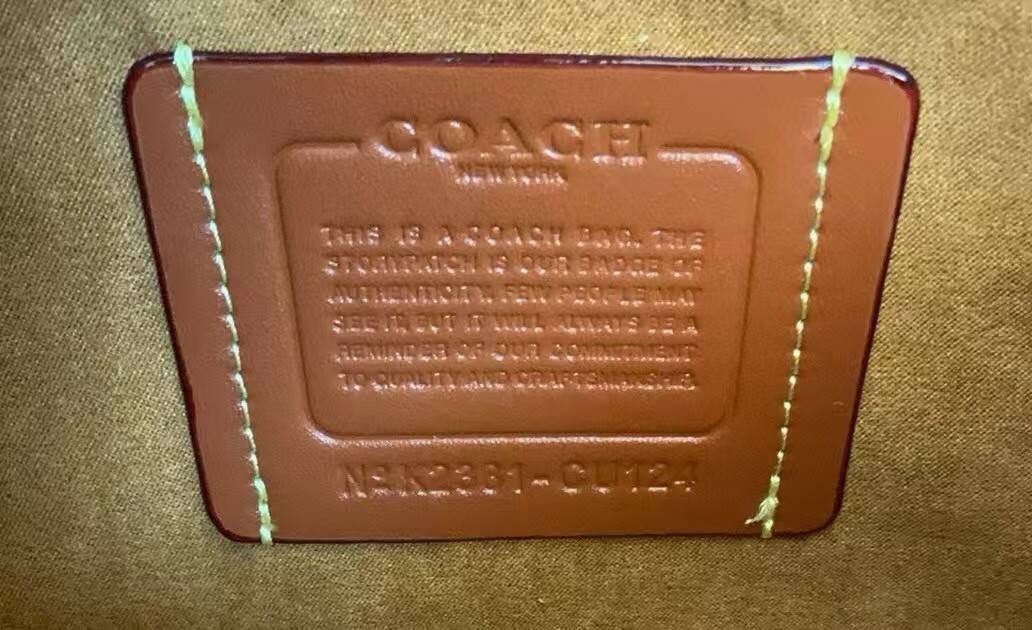 COACH
NEW YORK
THIS IS A COACH BAG. THE
STORYPATCH IS OUR BADGE OF
AUTHENTICITY. FEW PEOPLE MAY
SEE IT, BUT IT WILL ALWAYS BE A
REMINDER OF OUR COMMITMENT
TO QUALITY AND CRAFTSMANSHIP.
Nº K2381-CU124